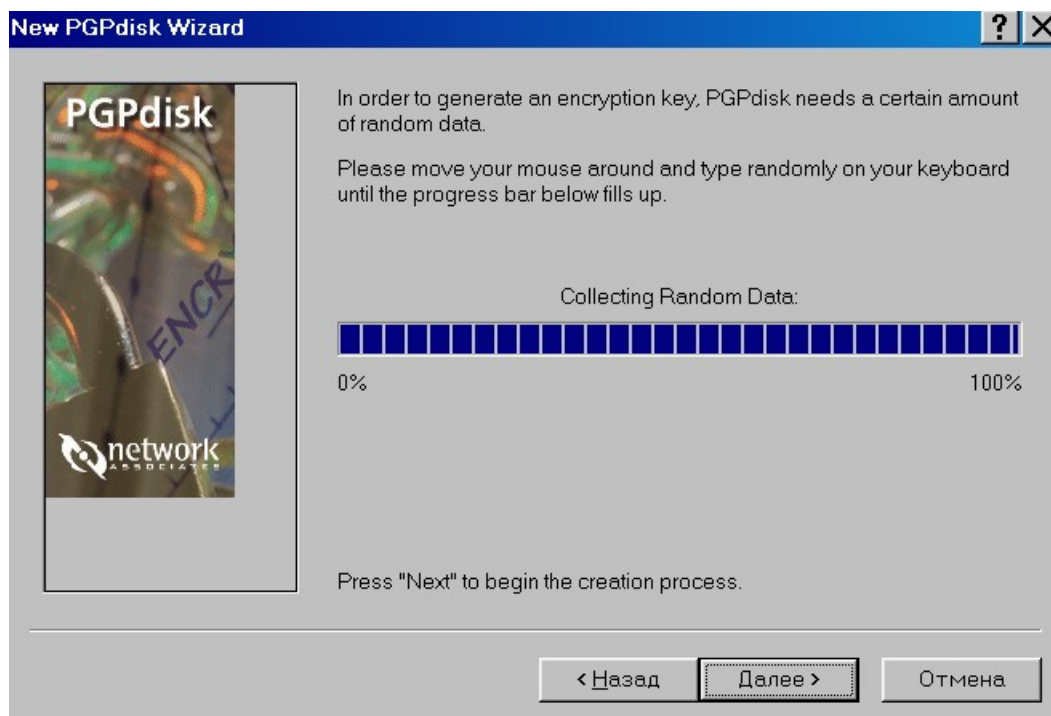 New PGPdisk Wizard
PGPdisk
ENCR
network
ASSOCIATES
In order to generate an encryption key, PGPdisk needs a certain amount
of random data.
Please move your mouse around and type randomly on your keyboard
until the progress bar below fills up.
Collecting Random Data:
0% 100%
Press "Next" to begin the creation process.
< Назад Далее > Отмена